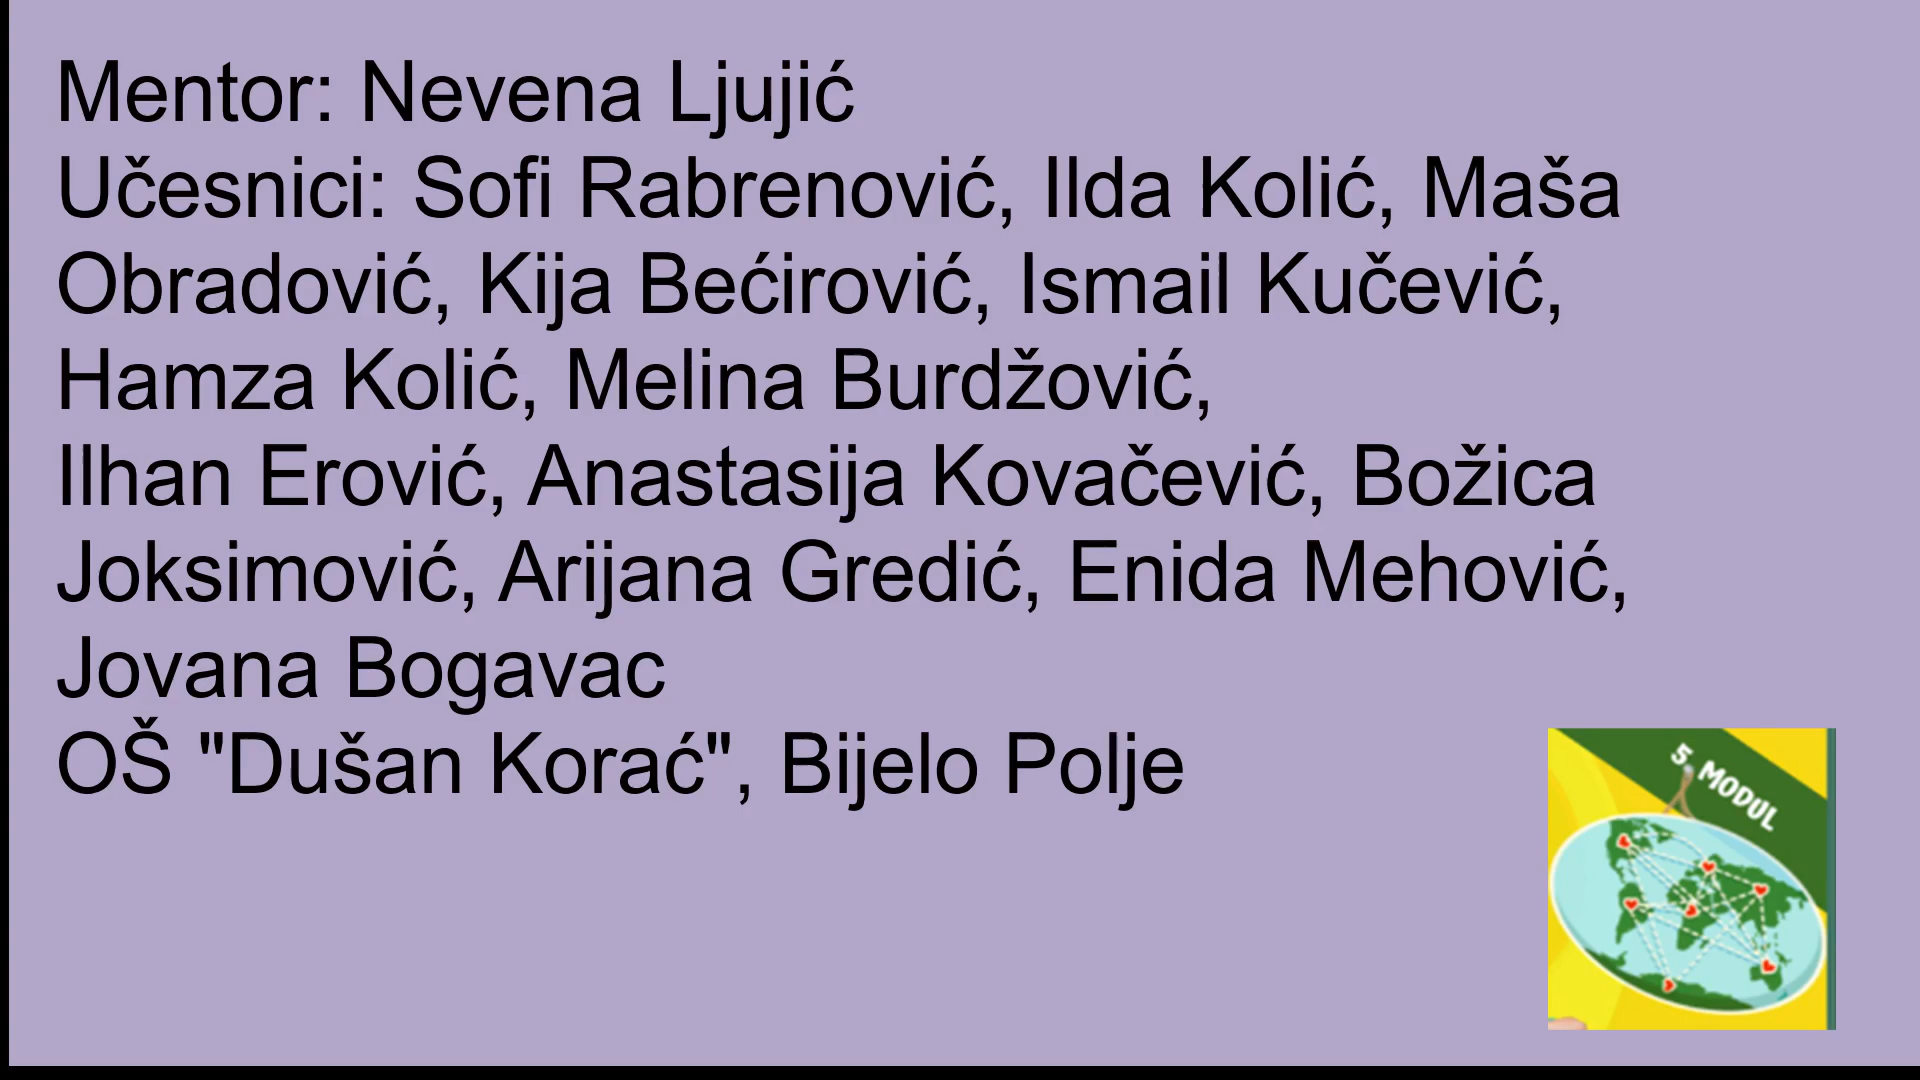 Mentor: Nevena Ljujić
Učesnici: Sofi Rabrenović, Ilda Kolić, Maša
Obradović, Kija Bećirović, Ismail Kučević,
Hamza Kolić, Melina Burdžović,
Ilhan Erović, Anastasija Kovačević, Božica
Joksimović, Arijana Gredić, Enida Mehović,
Jovana Bogavac
OŠ "Dušan Korać", Bijelo Polje
5. MODUL